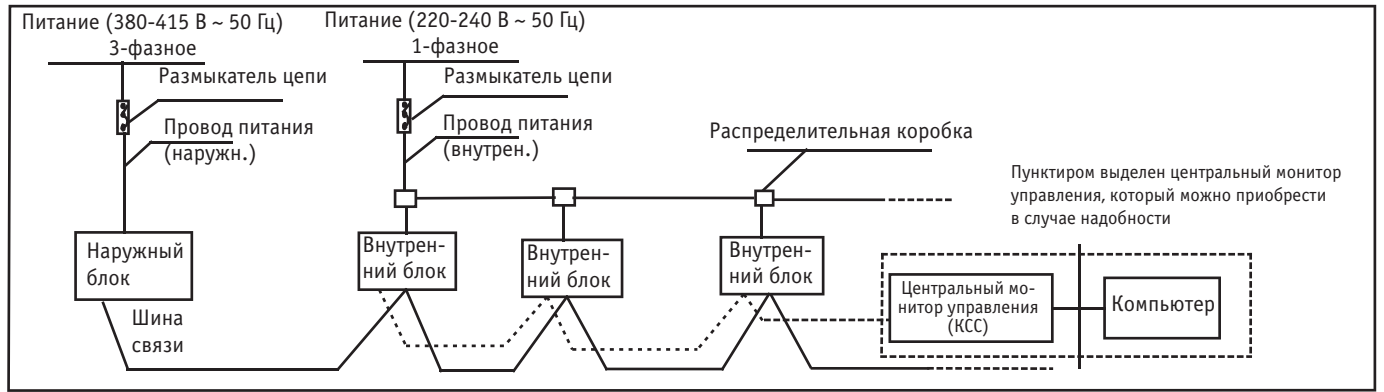 Питание (380-415 В ~ 50 Гц)
3-фазное
Размыкатель цепи
Провод питания
(наружн.)
Питание (220-240 В ~ 50 Гц)
1-фазное
Размыкатель цепи
Провод питания
(внутрен.)
Распределительная коробка
Пунктиром выделен центральный монитор
управления, который можно приобрести
в случае надобности
Наружный
блок
Внутрен-
ний блок
Внутрен-
ний блок
Внутрен-
ний блок
Центральный мо-
нитор управления
(КСС)
Компьютер
Шина
связи